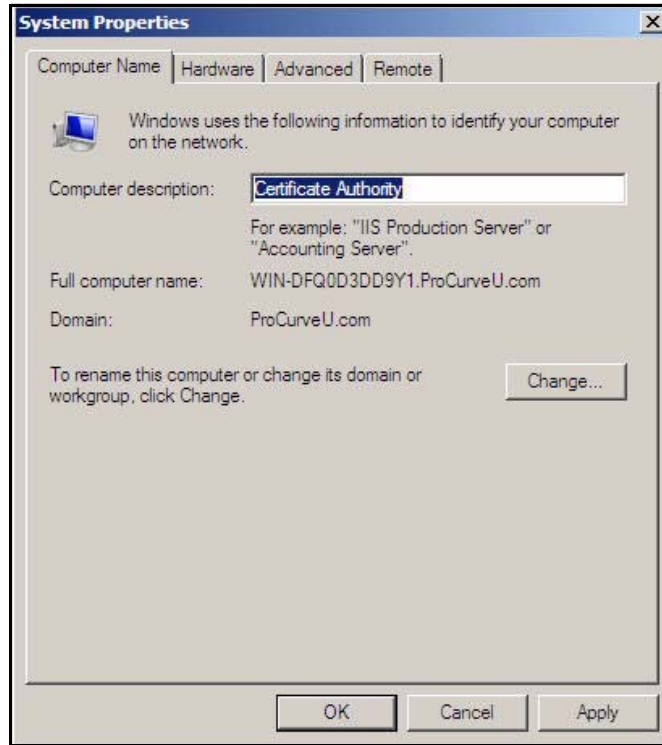 System Properties
Computer Name
Hardware
Advanced
Remote
Windows uses the following information to identify your computer
on the network.
Computer description:
Certificate Authority
For example: "IIS Production Server" or
"Accounting Server".
Full computer name:
WIN-DFQ0D3DD9Y1.ProCurveU.com
Domain:
ProCurveU.com
To rename this computer or change its domain or
workgroup, click Change.
Change...
OK
Cancel
Apply